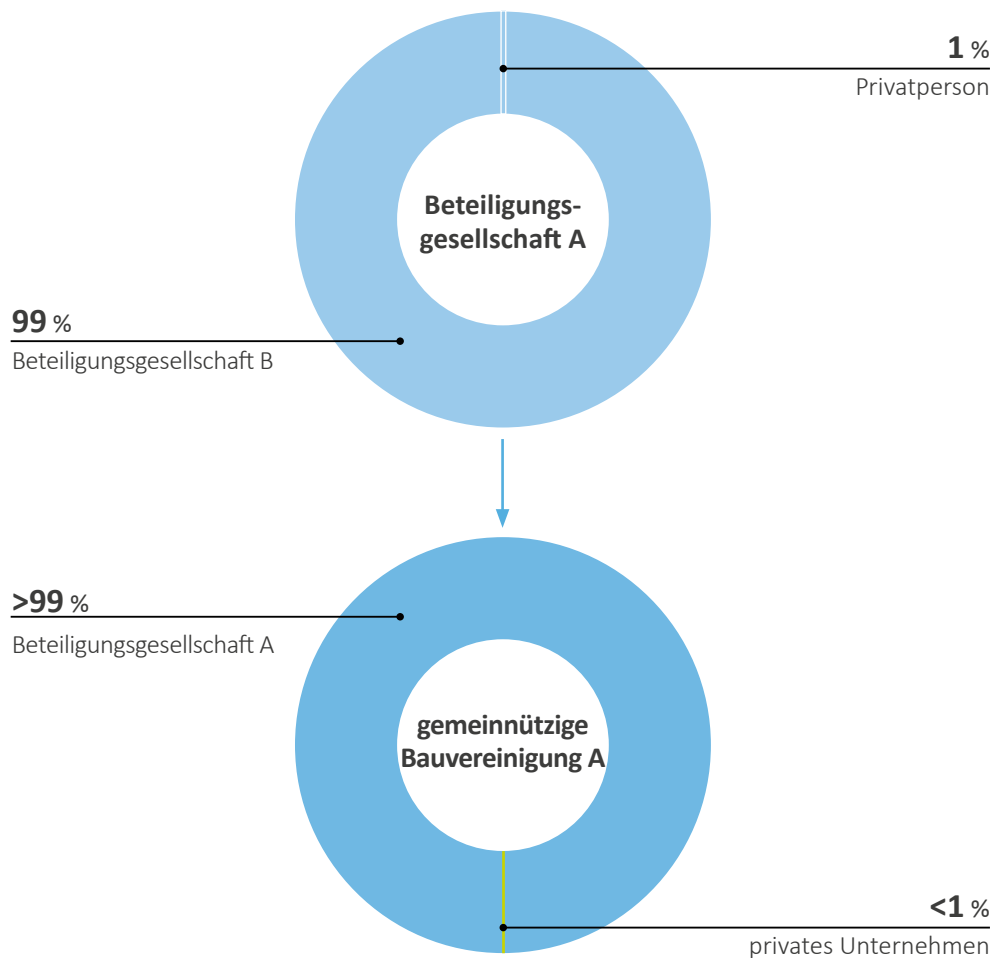 1 %
Privatperson
Beteiligungs-
gesellschaft A
99 %
Beteiligungsgesellschaft B
>99 %
Beteiligungsgesellschaft A
gemeinnützige
Bauvereinigung A
<1 %
privates Unternehmen